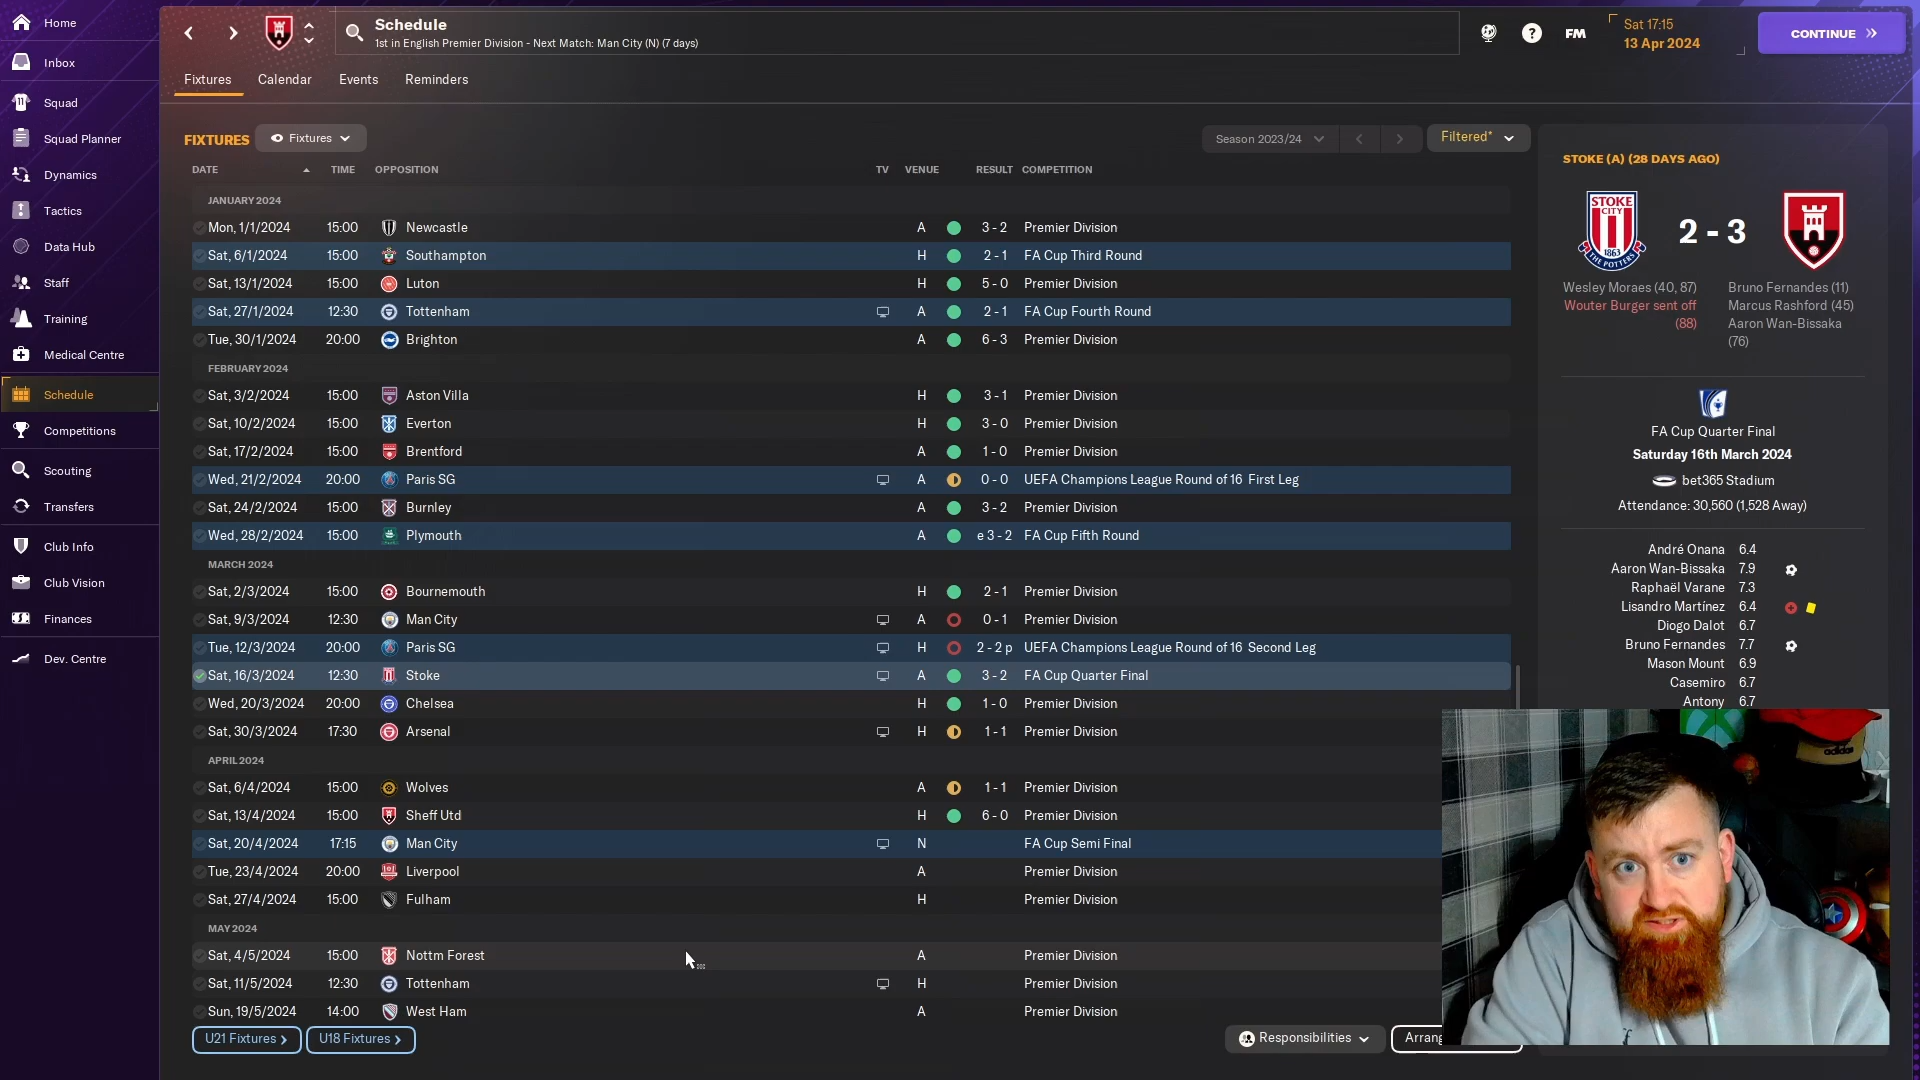 Home
Inbox
Squad
Squad Planner
Dynamics
Tactics
Data Hub
Staff
Training
Medical Centre
Schedule
Competitions
Scouting
Transfers
Club Info
Club Vision
Finances
Dev. Centre
Schedule
1st in English Premier Division - Next Match: Man City (N) (7 days)
FM
Sat 17:15
13 Apr 2024
CONTINUE
Fixtures Calendar Events Reminders
FIXTURES Fixtures Season 2023/24 Filtered*
DATE TIME OPPOSITION TV VENUE RESULT COMPETITION
JANUARY 2024
Mon, 1/1/2024 15:00 Newcastle A 3 - 2 Premier Division
Sat, 6/1/2024 15:00 Southampton H 2 - 1 FA Cup Third Round
Sat, 13/1/2024 15:00 Luton H 5 - 0 Premier Division
Sat, 27/1/2024 12:30 Tottenham A 2 - 1 FA Cup Fourth Round
Tue, 30/1/2024 20:00 Brighton A 6 - 3 Premier Division
FEBRUARY 2024
Sat, 3/2/2024 15:00 Aston Villa H 3 - 1 Premier Division
Sat, 10/2/2024 15:00 Everton H 3 - 0 Premier Division
Sat, 17/2/2024 15:00 Brentford A 1 - 0 Premier Division
Wed, 21/2/2024 20:00 Paris SG A 0 - 0 UEFA Champions League Round of 16 First Leg
Sat, 24/2/2024 15:00 Burnley A 3 - 2 Premier Division
Wed, 28/2/2024 15:00 Plymouth A e 3 - 2 FA Cup Fifth Round
MARCH 2024
Sat, 2/3/2024 15:00 Bournemouth H 2 - 1 Premier Division
Sat, 9/3/2024 12:30 Man City A 0 - 1 Premier Division
Tue, 12/3/2024 20:00 Paris SG H 2 - 2 p UEFA Champions League Round of 16 Second Leg
Sat, 16/3/2024 12:30 Stoke A 3 - 2 FA Cup Quarter Final
Wed, 20/3/2024 20:00 Chelsea H 1 - 0 Premier Division
Sat, 30/3/2024 17:30 Arsenal H 1 - 1 Premier Division
APRIL 2024
Sat, 6/4/2024 15:00 Wolves A 1 - 1 Premier Division
Sat, 13/4/2024 15:00 Sheff Utd H 6 - 0 Premier Division
Sat, 20/4/2024 17:15 Man City N FA Cup Semi Final
Tue, 23/4/2024 20:00 Liverpool A Premier Division
Sat, 27/4/2024 15:00 Fulham H Premier Division
MAY 2024
Sat, 4/5/2024 15:00 Nottm Forest A Premier Division
Sat, 11/5/2024 12:30 Tottenham H Premier Division
Sun, 19/5/2024 14:00 West Ham A Premier Division
U21 Fixtures U18 Fixtures Responsibilities Arrang
STOKE (A) (28 DAYS AGO)
STOKE
CITY
1863
THE POTTERS
2 - 3
Wesley Moraes (40, 87)
Wouter Burger sent off
(88)
Bruno Fernandes (11)
Marcus Rashford (45)
Aaron Wan-Bissaka
(76)
FA Cup Quarter Final
Saturday 16th March 2024
bet365 Stadium
Attendance: 30,560 (1,528 Away)
André Onana 6.4
Aaron Wan-Bissaka 7.9
Raphaël Varane 7.3
Lisandro Martínez 6.4
Diogo Dalot 6.7
Bruno Fernandes 7.7
Mason Mount 6.9
Casemiro 6.7
Antony 6.7
adidas